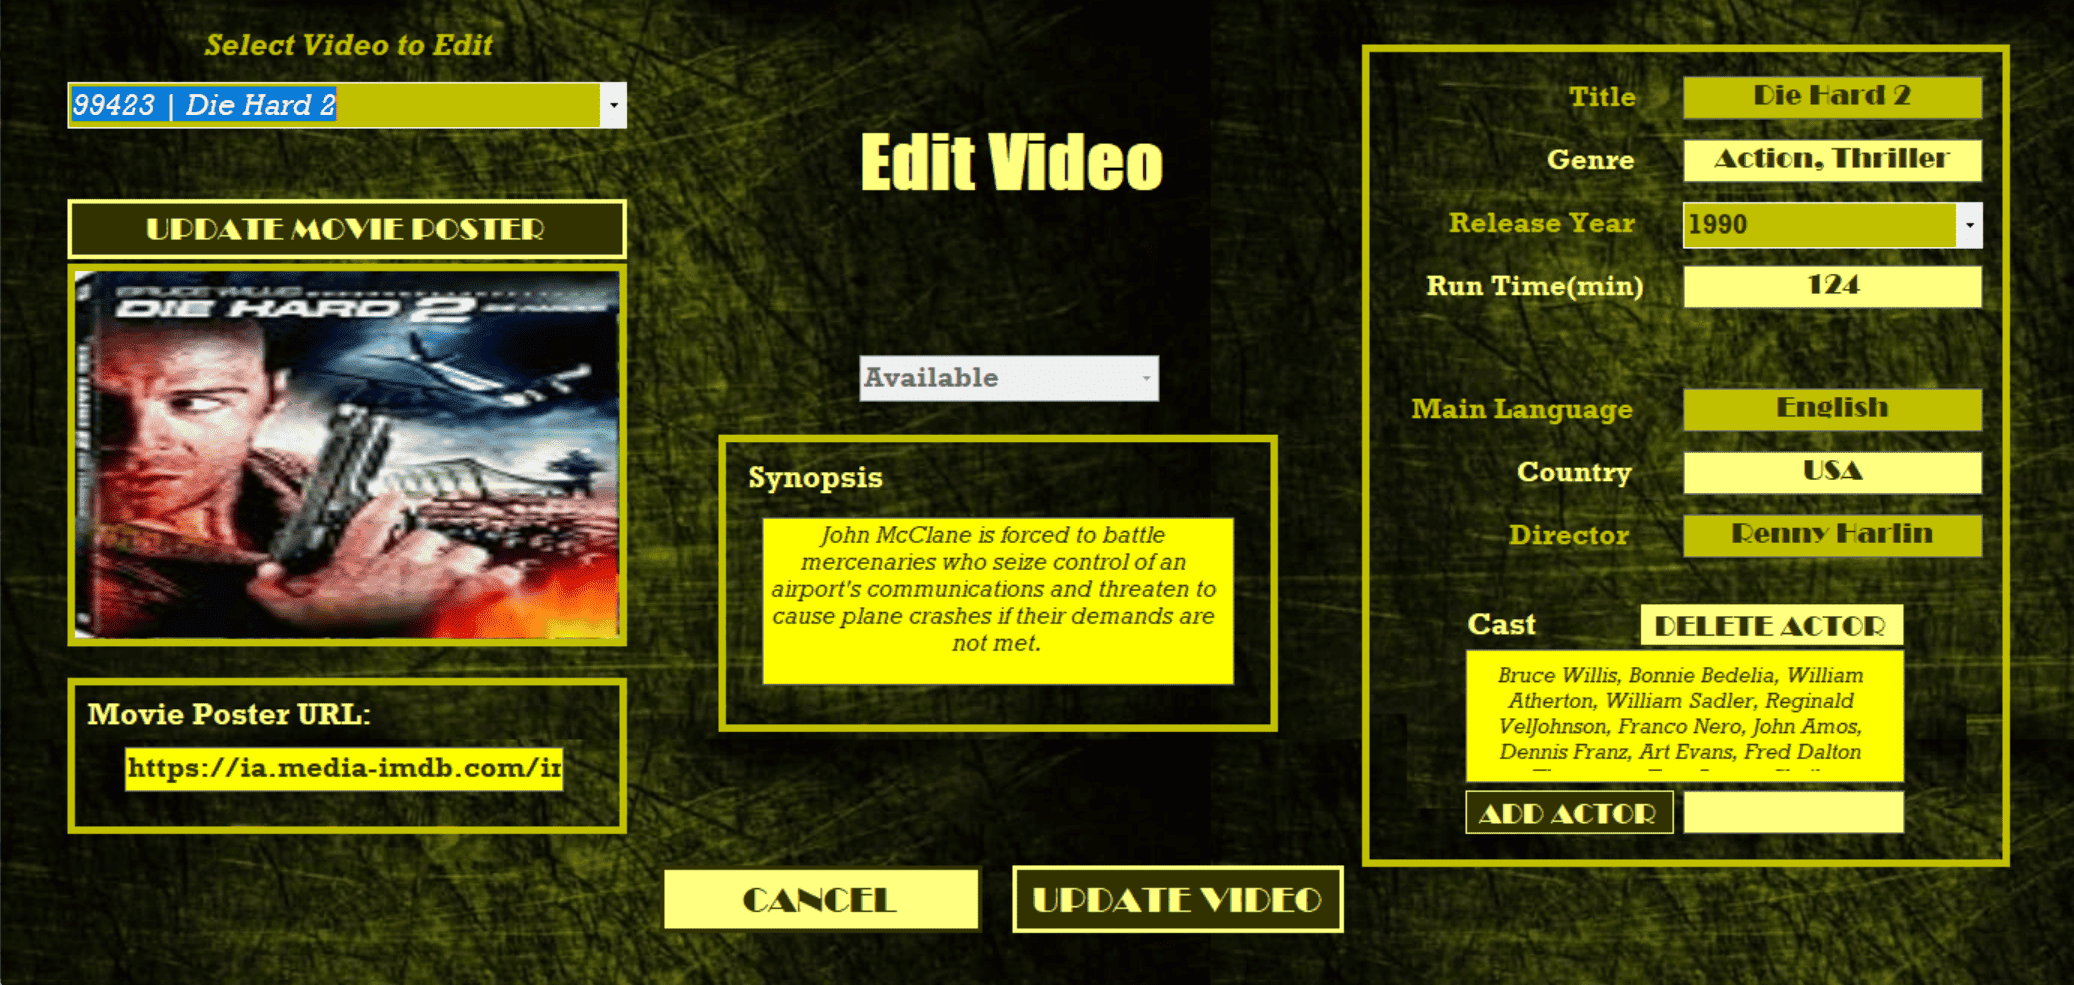 Select Video to Edit
99423 | Die Hard 2
UPDATE MOVIE POSTER
BRUCE WILLIS
DIE HARD 2
Movie Poster URL:
https://ia.media-imdb.com/ir
Edit Video
Available
Synopsis
John McClane is forced to battle
mercenaries who seize control of an
airport's communications and threaten to
cause plane crashes if their demands are
not met.
CANCEL
UPDATE VIDEO
Title
Die Hard 2
Genre
Action, Thriller
Release Year
1990
Run Time(min)
124
Main Language
English
Country
USA
Director
Renny Harlin
Cast
DELETE ACTOR
Bruce Willis, Bonnie Bedelia, William
Atherton, William Sadler, Reginald
VelJohnson, Franco Nero, John Amos,
Dennis Franz, Art Evans, Fred Dalton
ADD ACTOR